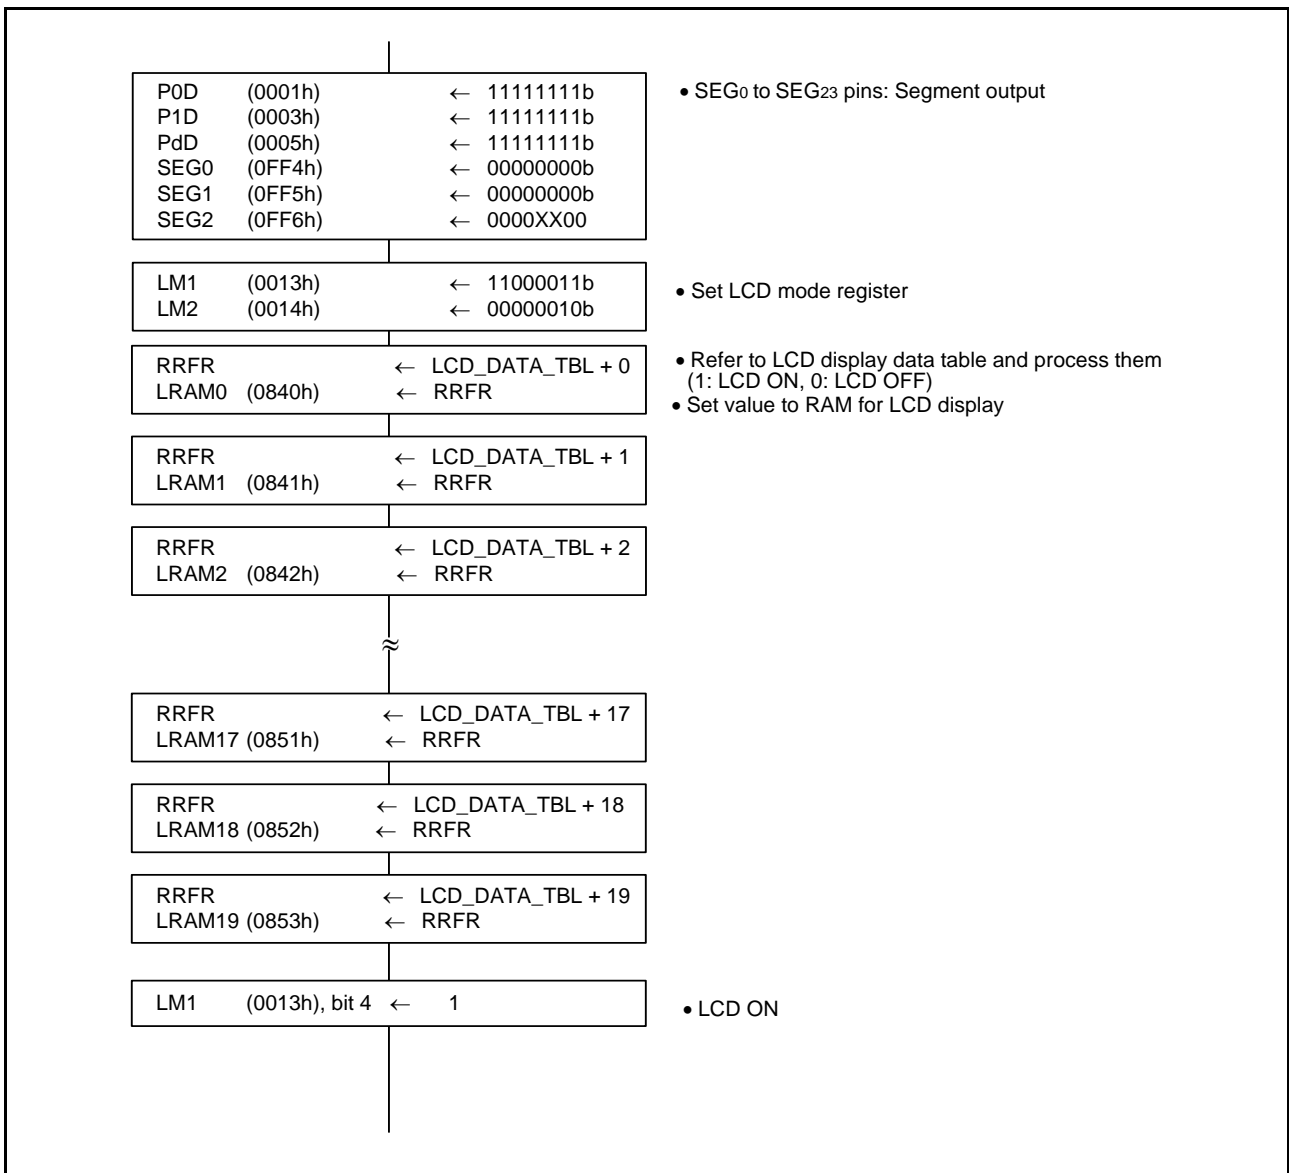 P0D (0001h) ← 11111111b • SEG0 to SEG23 pins: Segment output
P1D (0003h) ← 11111111b
PdD (0005h) ← 11111111b
SEG0 (0FF4h) ← 00000000b
SEG1 (0FF5h) ← 00000000b
SEG2 (0FF6h) ← 0000XX00
LM1 (0013h) ← 11000011b
LM2 (0014h) ← 00000010b
• Set LCD mode register
RRFR ← LCD_DATA_TBL + 0
LRAM0 (0840h) ← RRFR
• Refer to LCD display data table and process them
(1: LCD ON, 0: LCD OFF)
• Set value to RAM for LCD display
RRFR ← LCD_DATA_TBL + 1
LRAM1 (0841h) ← RRFR
RRFR ← LCD_DATA_TBL + 2
LRAM2 (0842h) ← RRFR
≈
RRFR ← LCD_DATA_TBL + 17
LRAM17 (0851h) ← RRFR
RRFR ← LCD_DATA_TBL + 18
LRAM18 (0852h) ← RRFR
RRFR ← LCD_DATA_TBL + 19
LRAM19 (0853h) ← RRFR
LM1 (0013h), bit 4 ← 1
• LCD ON